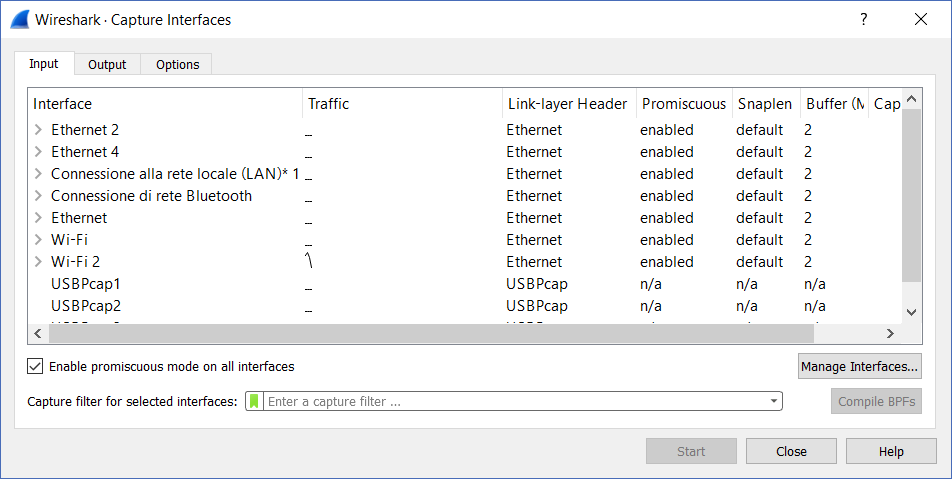 Wireshark · Capture Interfaces
Input Output Options
Interface Traffic Link-layer Header Promiscuous Snaplen Buffer (M Cap
Ethernet 2 _ Ethernet enabled default 2
Ethernet 4 _ Ethernet enabled default 2
Connessione alla rete locale (LAN)* 1 _ Ethernet enabled default 2
Connessione di rete Bluetooth _ Ethernet enabled default 2
Ethernet _ Ethernet enabled default 2
Wi-Fi _ Ethernet enabled default 2
Wi-Fi 2 Ethernet enabled default 2
USBPcap1 _ USBPcap n/a n/a n/a
USBPcap2 _ USBPcap n/a n/a n/a
Enable promiscuous mode on all interfaces
Manage Interfaces...
Capture filter for selected interfaces: Enter a capture filter ...
Compile BPFs
Start Close Help